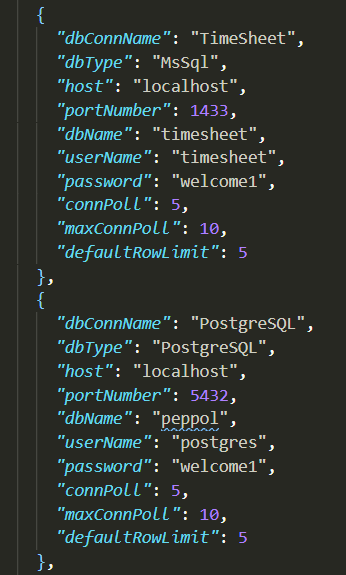 {
"dbConnName": "TimeSheet",
"dbType": "MsSql",
"host": "localhost",
"portNumber": 1433,
"dbName": "timesheet",
"userName": "timesheet",
"password": "welcome1",
"connPoll": 5,
"maxConnPoll": 10,
"defaultRowLimit": 5
},
{
"dbConnName": "PostgreSQL",
"dbType": "PostgreSQL",
"host": "localhost",
"portNumber": 5432,
"dbName": "peppol",
"userName": "postgres",
"password": "welcome1",
"connPoll": 5,
"maxConnPoll": 10,
"defaultRowLimit": 5
},